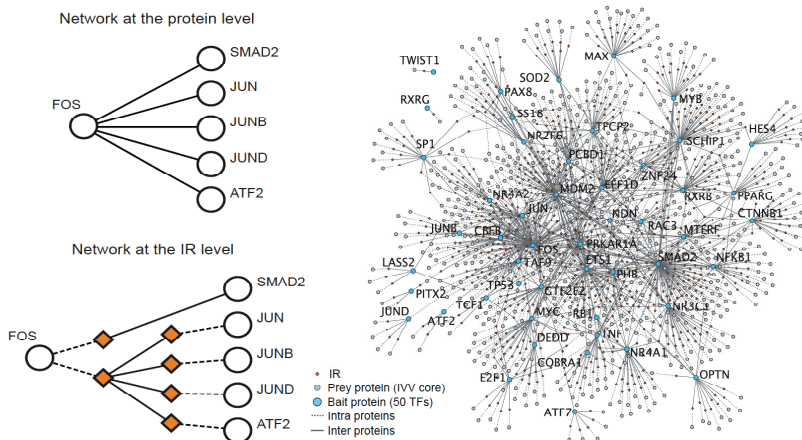 Network at the protein level
SMAD2
JUN
FOS
JUNB
JUND
ATF2
Network at the IR level
SMAD2
JUN
FOS
JUNB
JUND
ATF2
MAX
TWIST1
SOD2
RXRG
PAX8
MYB
SS18
TFCP2
HES4
NR2F6
SCHIP1
SP1
PCBD1
ZNF24
NR3A2
MDM2
EEF1D
RXRB
PPARG
JUN
NDN
CTNNB1
JUNB
CBFB
RAC3
MTERF
FOS
PRKAR1A
LASS2
TAF9
ETS1
SMAD2
NFKB1
PITX2
TP53
PHB
TCF1
GTF2E2
NR3C1
JUND
ATF2
MYC
RB1
TNF
DEDD
COBRA1
NR4A1
E2F1
OPTN
ATF7
IR
Prey protein (IVV core)
Bait protein (50 TFs)
Intra proteins
Inter proteins